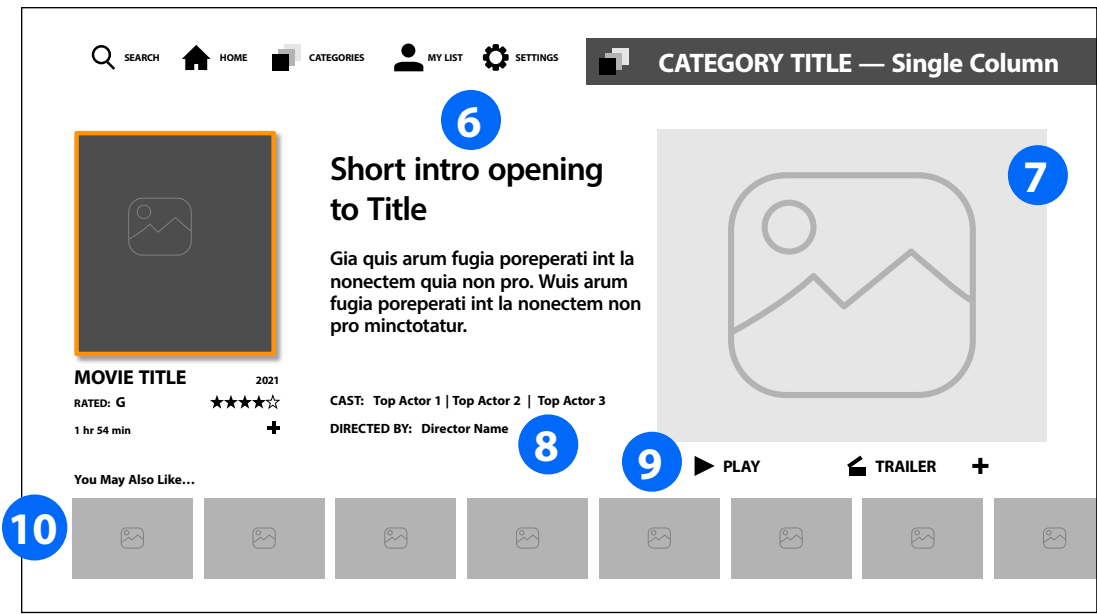 SEARCH HOME CATEGORIES MY LIST SETTINGS
CATEGORY TITLE — Single Column
6
7
Short intro opening
to Title
Gia quis arum fugia poreperati int la
nonectem quia non pro. Wuis arum
fugia poreperati int la nonectem non
pro minctotatur.
MOVIE TITLE 2021
RATED: G
1 hr 54 min
CAST: Top Actor 1 | Top Actor 2 | Top Actor 3
DIRECTED BY: Director Name
8
9
PLAY TRAILER
You May Also Like...
10